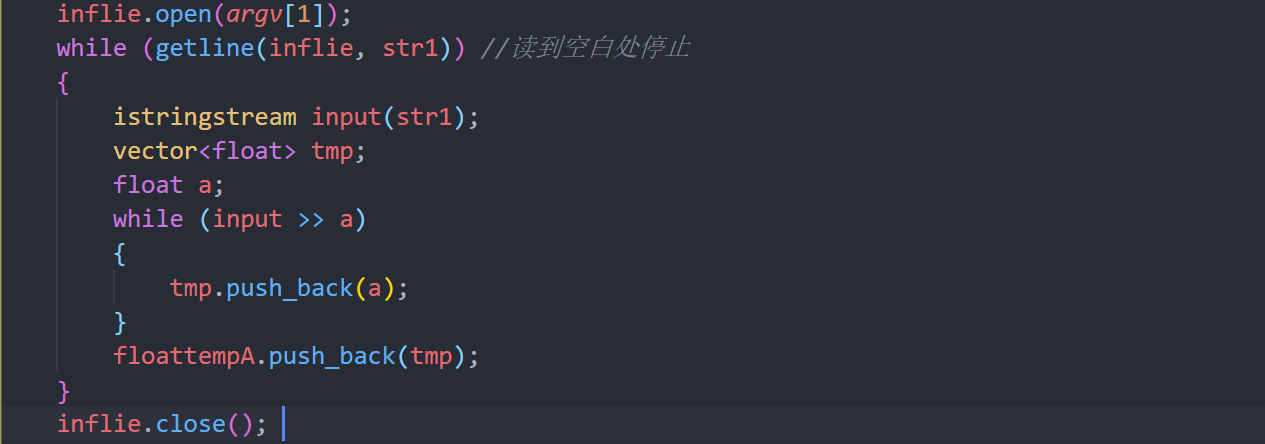 inflie.open(argv[1]);
while (getline(inflie, str1)) //读到空白处停止
{
istringstream input(str1);
vector<float> tmp;
float a;
while (input >> a)
{
tmp.push_back(a);
}
floattempA.push_back(tmp);
}
inflie.close();